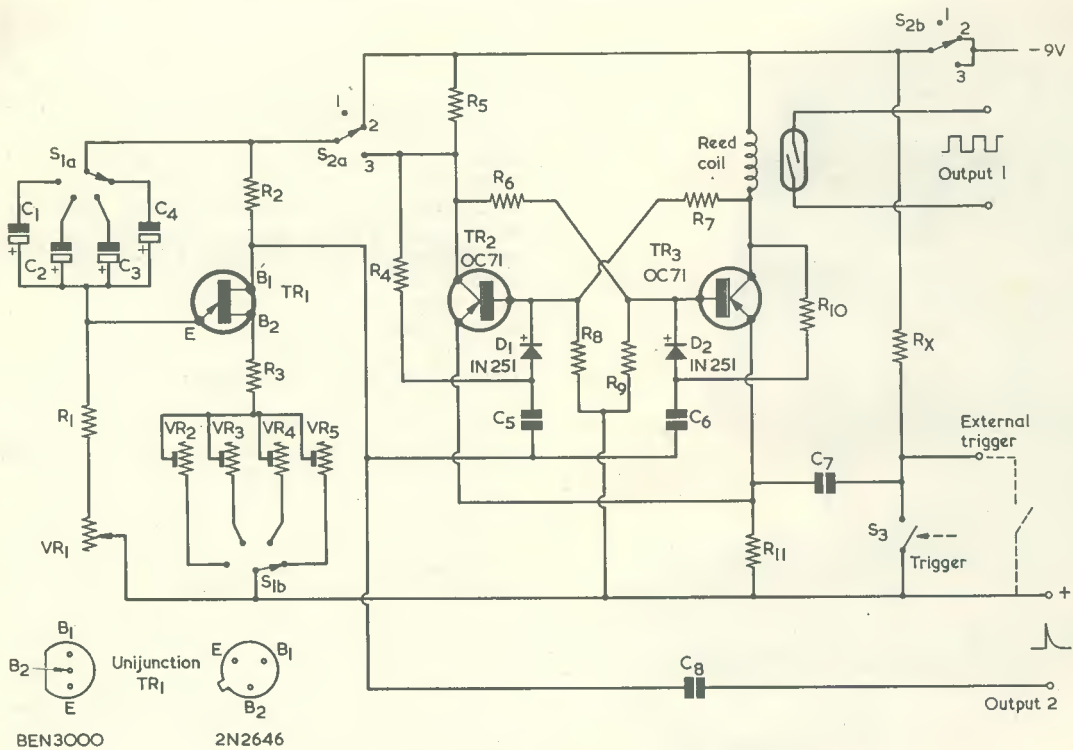 S2b
1
2
3
-9V
1
2
3
S2a
R5
Reed coil
Output 1
S1a
C1
C2
C3
C4
R2
R6
R7
TR2
OC71
TR3
OC71
R4
R10
B1
TR1
B2
E
D1
IN251
R8
R9
D2
IN251
RX
R3
R1
VR2
VR3
VR4
VR5
C5
C6
External trigger
C7
VR1
S1b
R11
S3
Trigger
+
B1
B2
E
BEN3000
Unijunction
TR1
E
B1
B2
2N2646
C8
Output 2